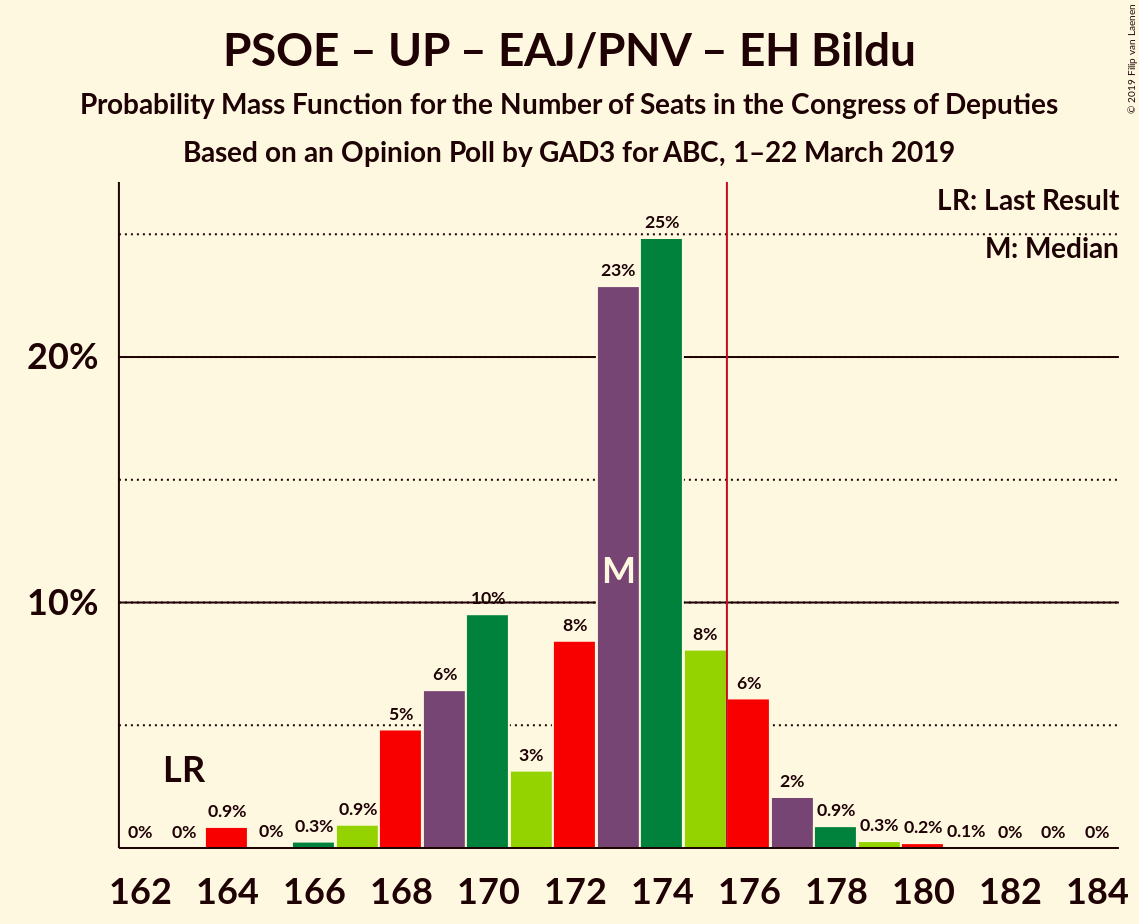 PSOE – UP – EAJ/PNV – EH Bildu
Probability Mass Function for the Number of Seats in the Congress of Deputies
Based on an Opinion Poll by GAD3 for ABC, 1–22 March 2019
© 2019 Filip van Laenen
LR: Last Result
M: Median
20%
10%
LR
M
0%
0%
0.9%
0%
0.3%
0.9%
5%
6%
10%
3%
8%
23%
25%
8%
6%
2%
0.9%
0.3%
0.2%
0.1%
0%
0%
0%
162 164 166 168 170 172 174 176 178 180 182 184